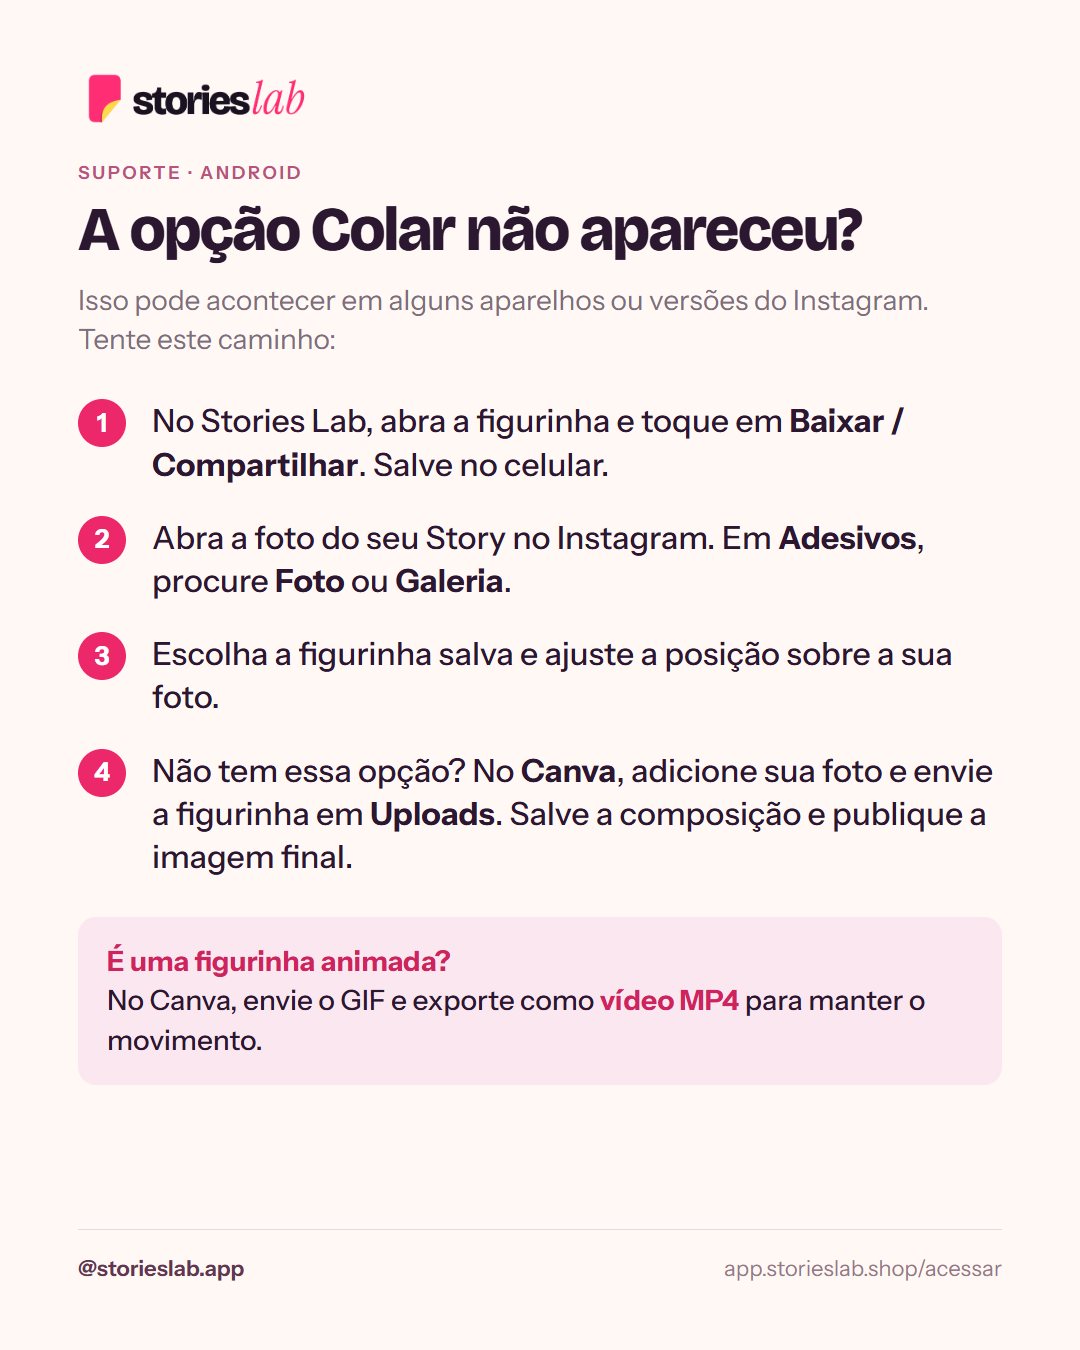 storieslab
SUPORTE · ANDROID
A opção Colar não apareceu?
Isso pode acontecer em alguns aparelhos ou versões do Instagram.
Tente este caminho:
1 No Stories Lab, abra a figurinha e toque em Baixar /
Compartilhar. Salve no celular.
2 Abra a foto do seu Story no Instagram. Em Adesivos,
procure Foto ou Galeria.
3 Escolha a figurinha salva e ajuste a posição sobre a sua
foto.
4 Não tem essa opção? No Canva, adicione sua foto e envie
a figurinha em Uploads. Salve a composição e publique a
imagem final.
É uma figurinha animada?
No Canva, envie o GIF e exporte como vídeo MP4 para manter o
movimento.
@storieslab.app
app.storieslab.shop/acessar